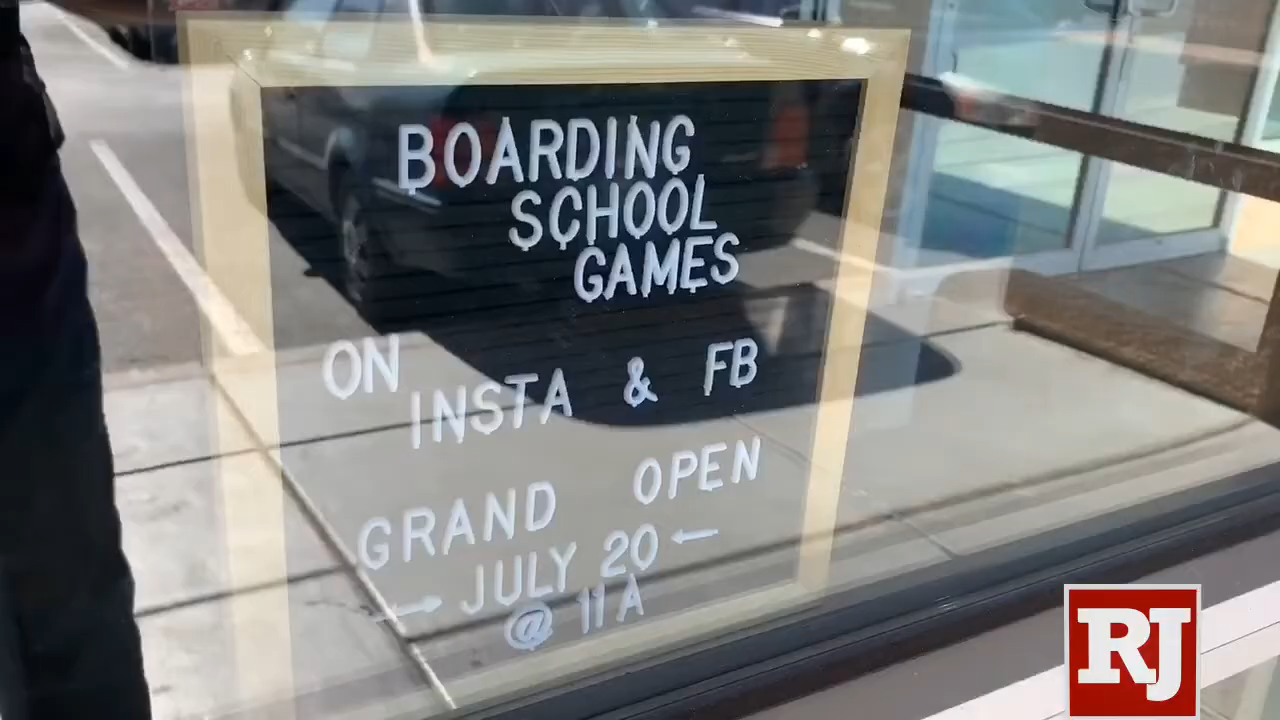 BOARDING
SCHOOL
GAMES
ON
INSTA & FB
GRAND OPEN
→ JULY 20 ←
@ 11A
RJ